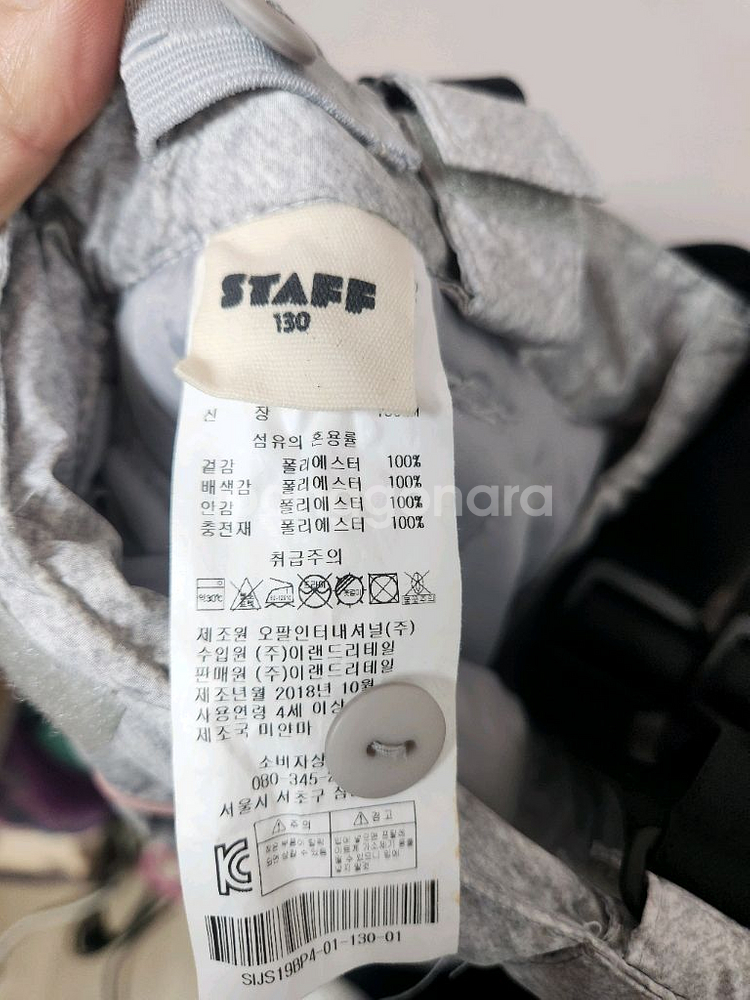 STAFF
130
신 장
섬유의 혼용률
겉감 폴리에스터 100%
배색감 폴리에스터 100%
안감 폴리에스터 100%
충전재 폴리에스터 100%
취급주의
약30℃
제조원 오팔인터내셔널(주)
수입원 (주)이랜드리테일
판매원 (주)이랜드리테일
제조년월 2018년 10월
사용연령 4세 이상
제조국 미얀마
소비자상
080-345-
서울시 서초구
주의
경고
SIJS19BP4-01-130-01